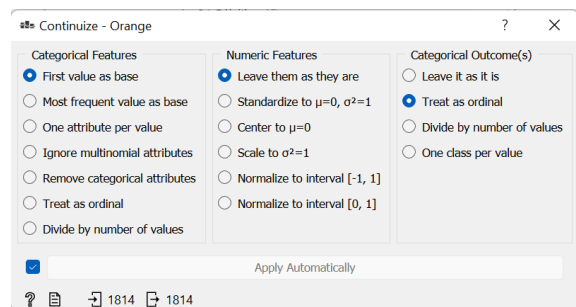 Continuize - Orange
? ×
Categorical Features
First value as base
Most frequent value as base
One attribute per value
Ignore multinomial attributes
Remove categorical attributes
Treat as ordinal
Divide by number of values
Numeric Features
Leave them as they are
Standardize to μ=0, σ²=1
Center to μ=0
Scale to σ²=1
Normalize to interval [-1, 1]
Normalize to interval [0, 1]
Categorical Outcome(s)
Leave it as it is
Treat as ordinal
Divide by number of values
One class per value
Apply Automatically
? 1814 1814